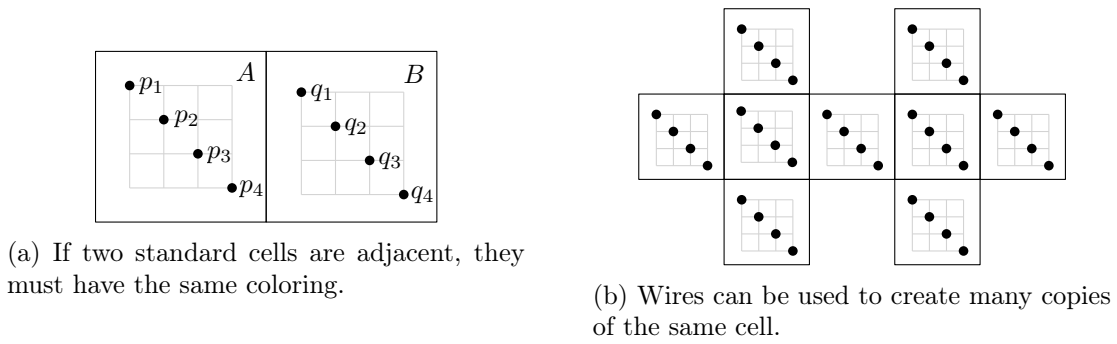 A
B
p1
q1
p2
q2
p3
q3
p4
q4
(a) If two standard cells are adjacent, they
must have the same coloring.
(b) Wires can be used to create many copies
of the same cell.